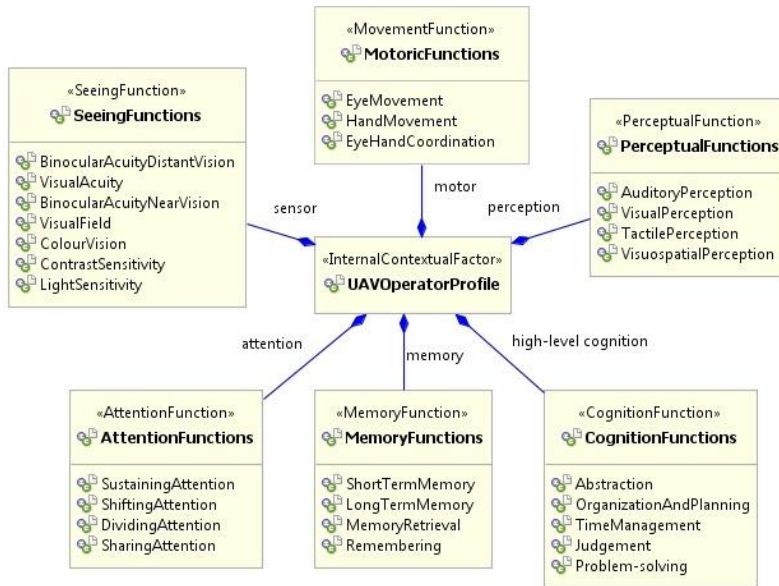 «MovementFunction»
MotoricFunctions
EyeMovement
HandMovement
EyeHandCoordination
«SeeingFunction»
SeeingFunctions
BinocularAcuityDistantVision
VisualAcuity
BinocularAcuityNearVision
VisualField
ColourVision
ContrastSensitivity
LightSensitivity
«PerceptualFunction»
PerceptualFunctions
AuditoryPerception
VisualPerception
TactilePerception
VisuospatialPerception
motor
sensor
perception
«InternalContextualFactor»
UAVOperatorProfile
attention
memory
high-level cognition
«AttentionFunction»
AttentionFunctions
SustainingAttention
ShiftingAttention
DividingAttention
SharingAttention
«MemoryFunction»
MemoryFunctions
ShortTermMemory
LongTermMemory
MemoryRetrieval
Remembering
«CognitionFunction»
CognitionFunctions
Abstraction
OrganizationAndPlanning
TimeManagement
Judgement
Problem-solving